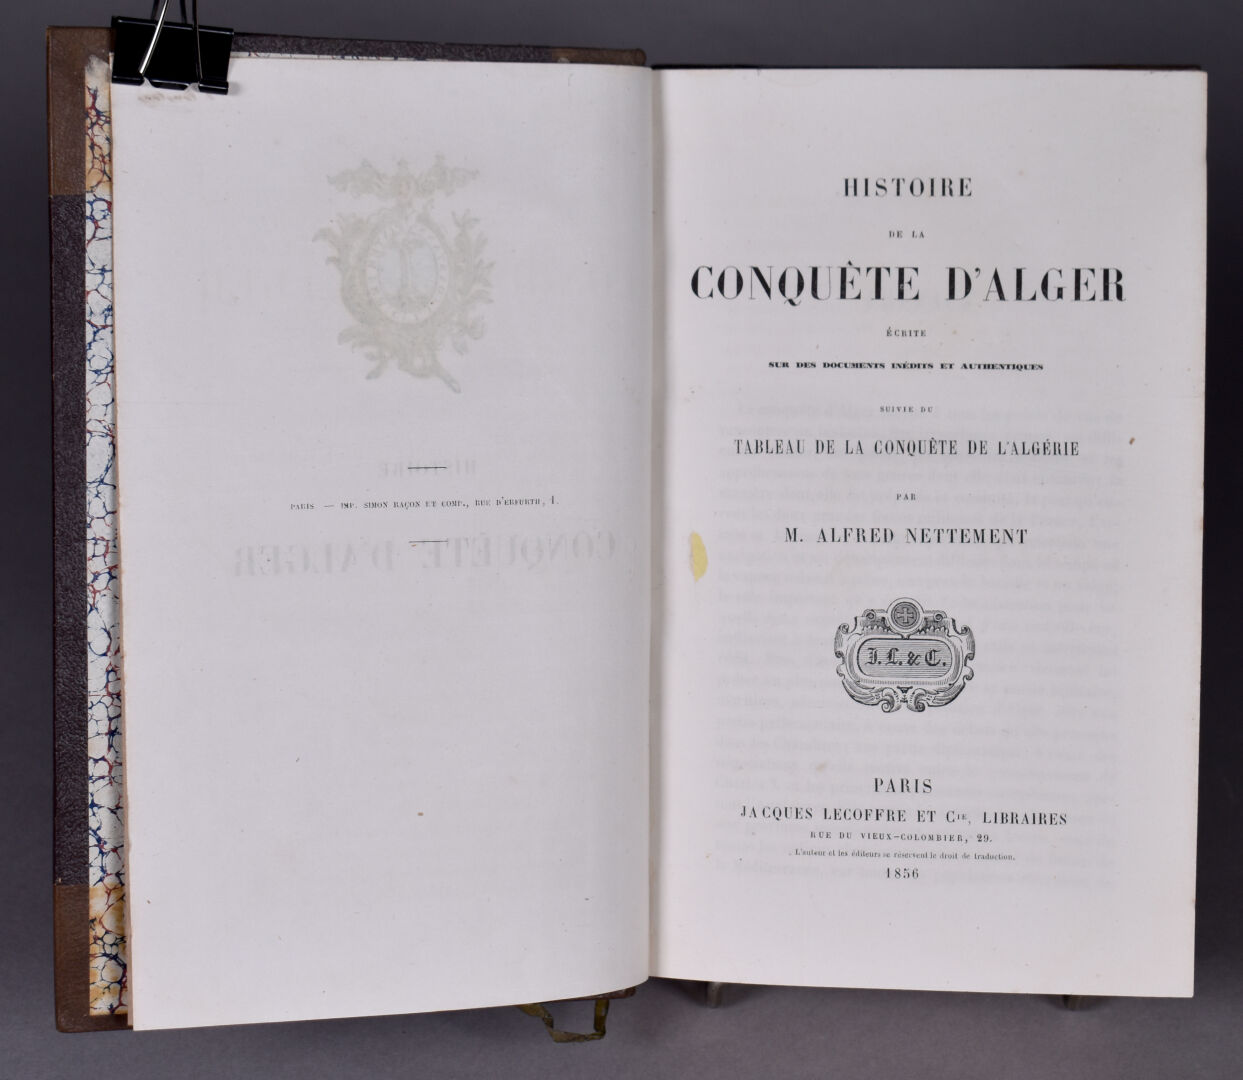 PARIS — IMP. SIMON RAÇON ET COMP., RUE D'ERFURTH, 1.
HISTOIRE
DE LA
CONQUÊTE D'ALGER
ÉCRITE
SUR DES DOCUMENTS INÉDITS ET AUTHENTIQUES
SUIVIE DU
TABLEAU DE LA CONQUÊTE DE L'ALGÉRIE
PAR
M. ALFRED NETTEMENT
J. L. & C.
PARIS
JACQUES LECOFFRE ET Cie, LIBRAIRES
RUE DU VIEUX-COLOMBIER, 29.
L'auteur et les éditeurs se réservent le droit de traduction.
1856